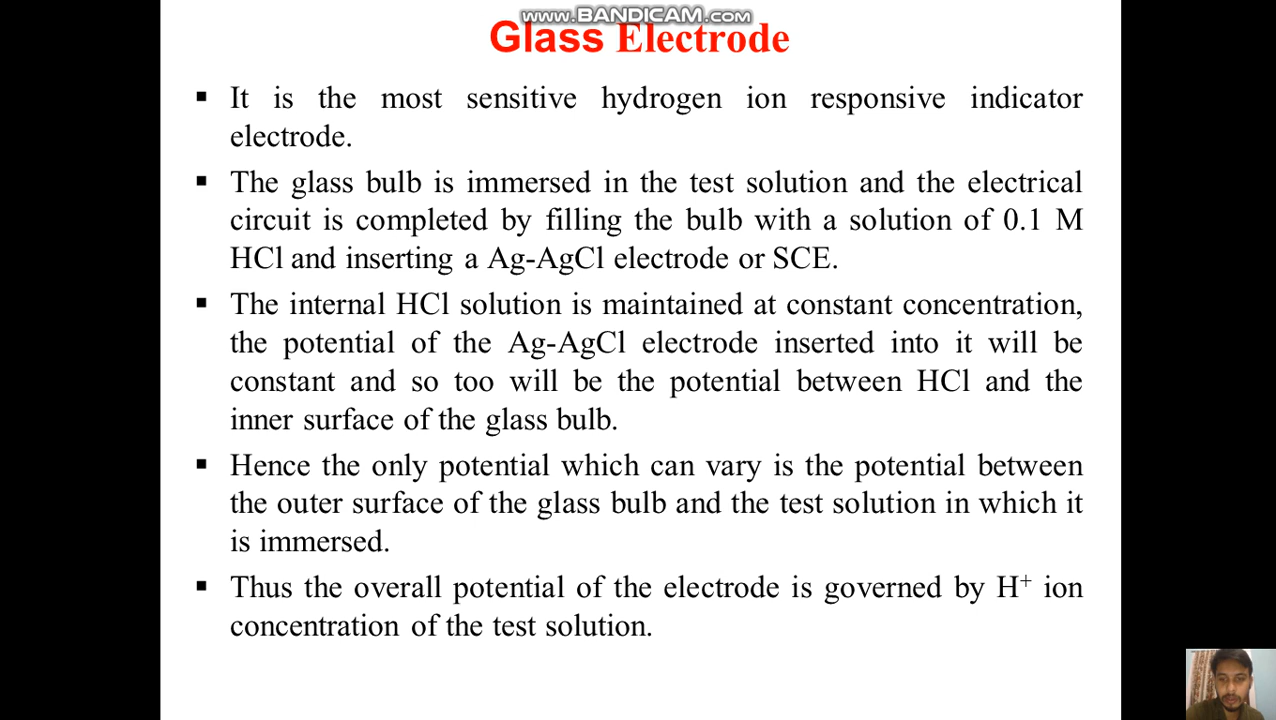 www.BANDICAM.com
Glass Electrode
▪ It is the most sensitive hydrogen ion responsive indicator
electrode.
▪ The glass bulb is immersed in the test solution and the electrical
circuit is completed by filling the bulb with a solution of 0.1 M
HCl and inserting a Ag-AgCl electrode or SCE.
▪ The internal HCl solution is maintained at constant concentration,
the potential of the Ag-AgCl electrode inserted into it will be
constant and so too will be the potential between HCl and the
inner surface of the glass bulb.
▪ Hence the only potential which can vary is the potential between
the outer surface of the glass bulb and the test solution in which it
is immersed.
▪ Thus the overall potential of the electrode is governed by H⁺ ion
concentration of the test solution.